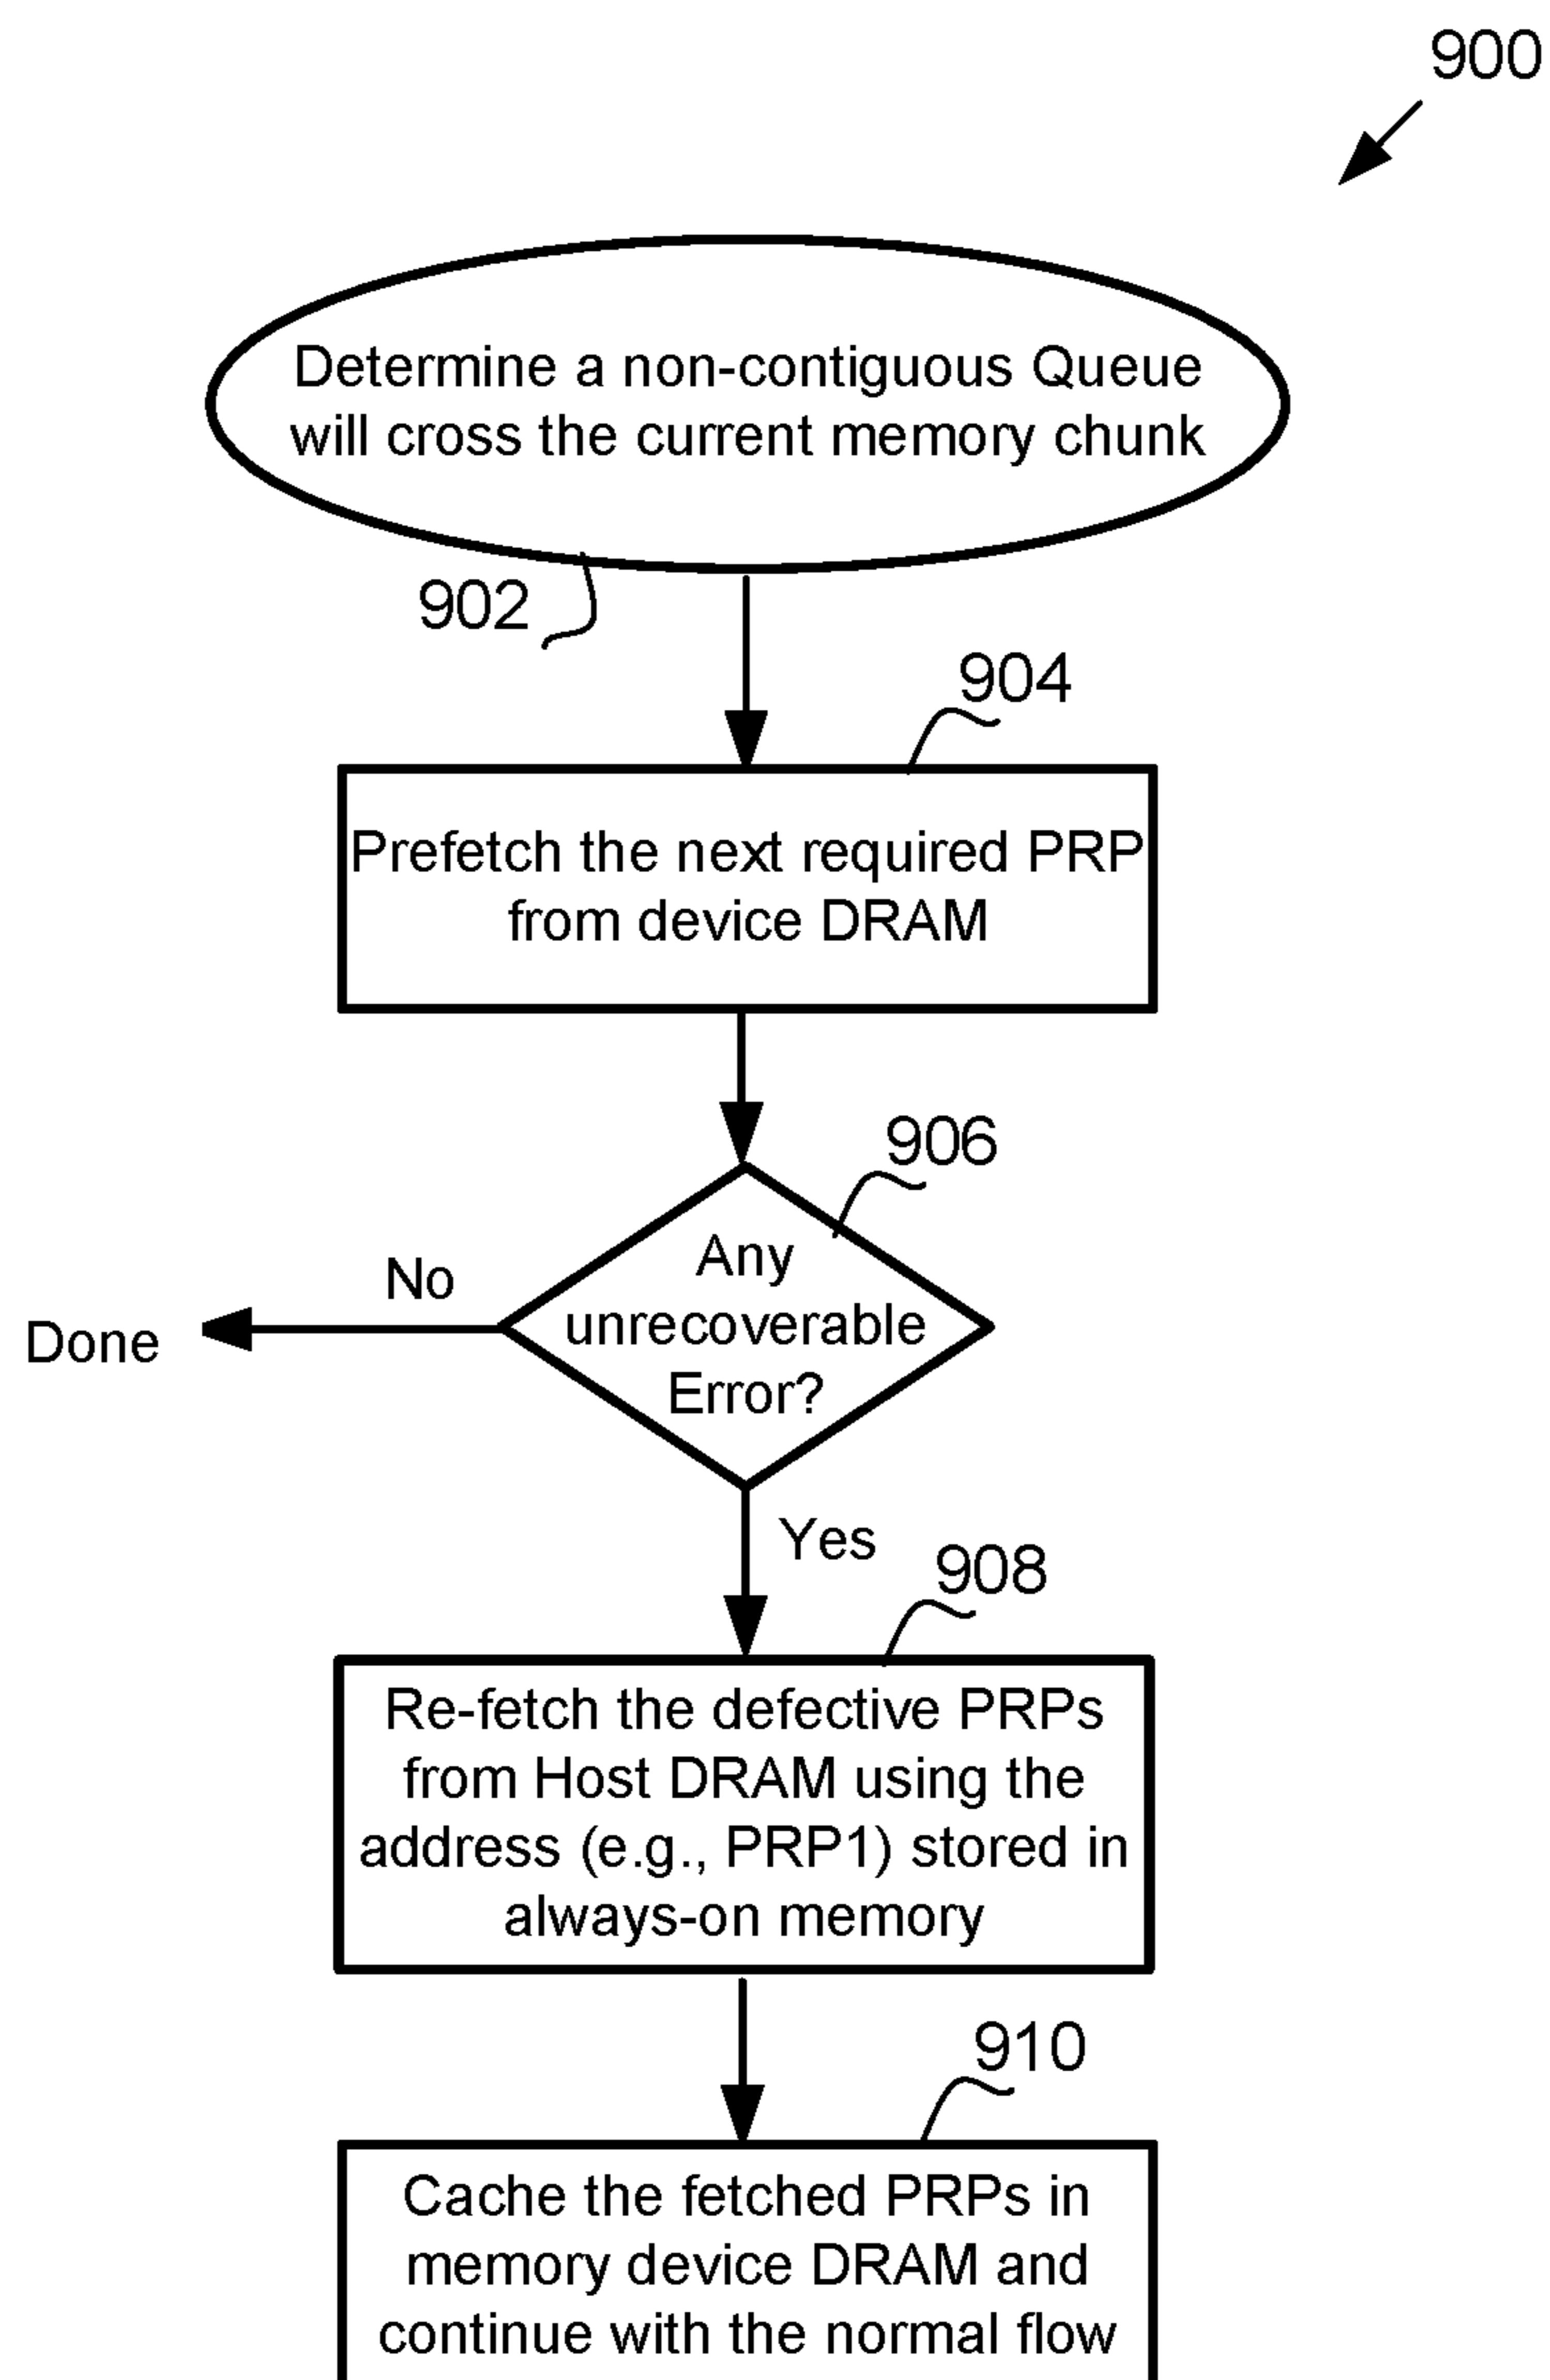 900
Determine a non-contiguous Queue
will cross the current memory chunk
902
904
Prefetch the next required PRP
from device DRAM
906
Any
unrecoverable
Error?
No
Done
Yes
908
Re-fetch the defective PRPs
from Host DRAM using the
address (e.g., PRP1) stored in
always-on memory
910
Cache the fetched PRPs in
memory device DRAM and
continue with the normal flow